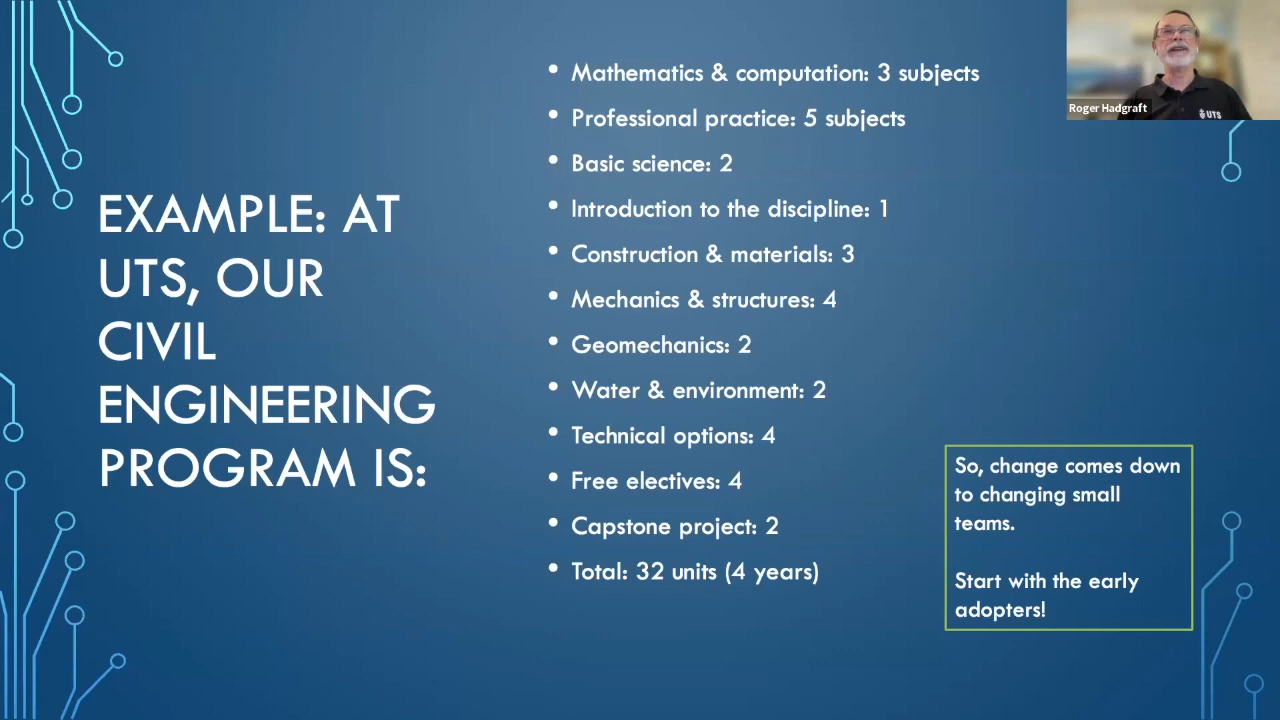 EXAMPLE: AT
UTS, OUR
CIVIL
ENGINEERING
PROGRAM IS:
• Mathematics & computation: 3 subjects
• Professional practice: 5 subjects
• Basic science: 2
• Introduction to the discipline: 1
• Construction & materials: 3
• Mechanics & structures: 4
• Geomechanics: 2
• Water & environment: 2
• Technical options: 4
• Free electives: 4
• Capstone project: 2
• Total: 32 units (4 years)
So, change comes down
to changing small
teams.
Start with the early
adopters!
Roger Hadgraft
UTS